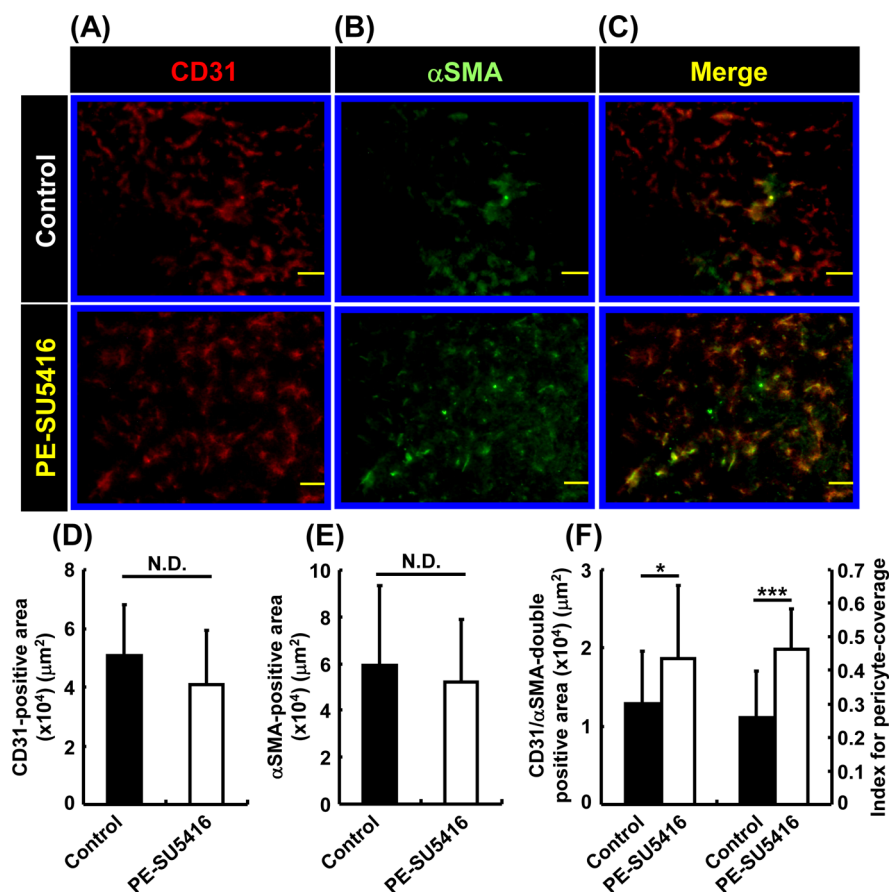 (A)
(B)
(C)
CD31
αSMA
Merge
Control
PE-SU5416
(D)
(E)
(F)
CD31-positive area
(x10⁴) (μm²)
8
6
4
2
0
N.D.
Control
PE-SU5416
αSMA-positive area
(x10⁴) (μm²)
10
8
6
4
2
0
N.D.
Control
PE-SU5416
CD31/αSMA-double
positive area (x10⁴) (μm²)
3
2
1
0
*
***
0.7
0.6
0.5
0.4
0.3
0.2
0.1
0
Index for pericyte-coverage
Control
PE-SU5416
Control
PE-SU5416